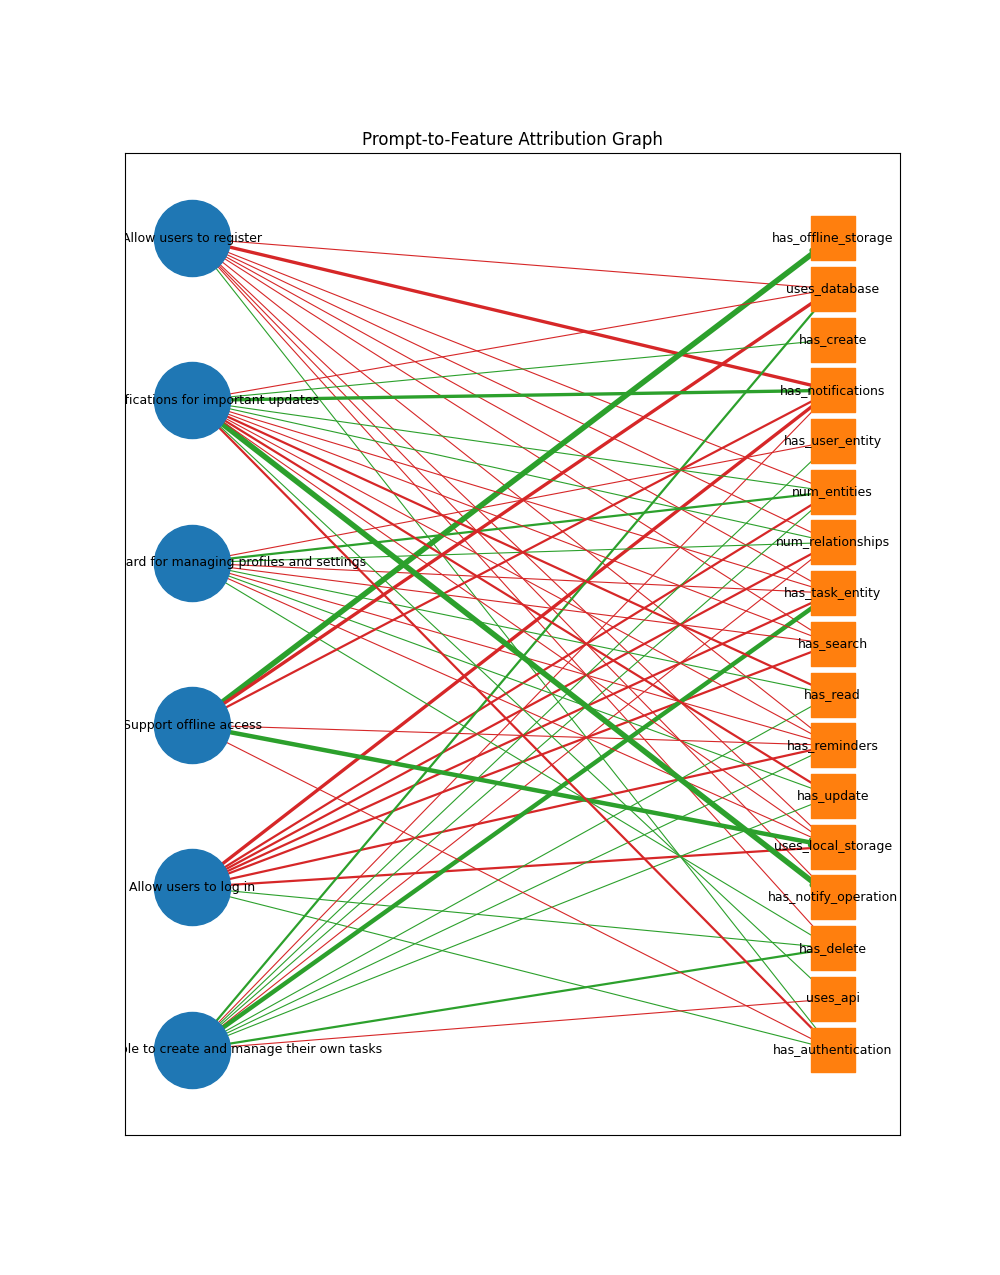 Prompt-to-Feature Attribution Graph
Allow users to register
fications for important updates
ard for managing profiles and settings
Support offline access
Allow users to log in
le to create and manage their own tasks
has_offline_storage
uses_database
has_create
has_notifications
has_user_entity
num_entities
num_relationships
has_task_entity
has_search
has_read
has_reminders
has_update
uses_local_storage
has_notify_operation
has_delete
uses_api
has_authentication